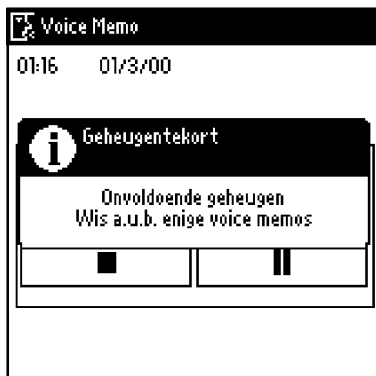 Voice Memo
01:16 01/3/00
Geheugentekort
Onvoldoende geheugen
Wis a.u.b. enige voice memos